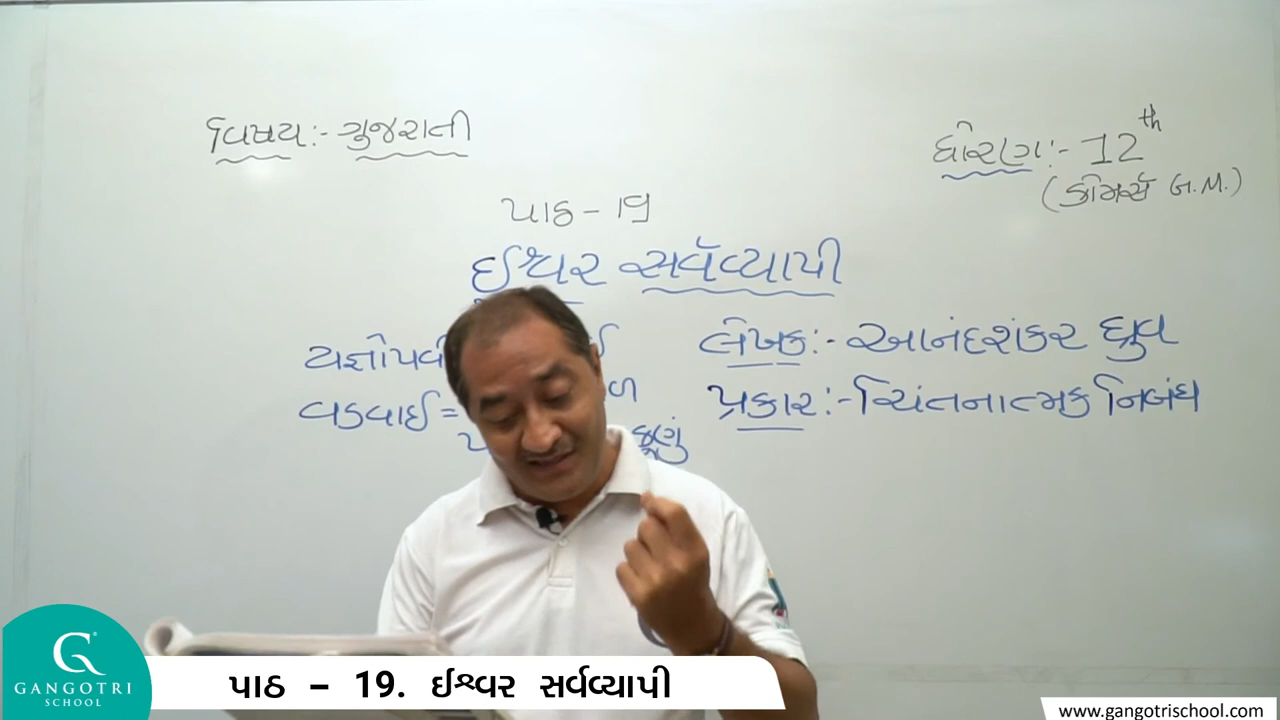 વિષય:- ગુજરાતી
ધોરણ:- 12th
(કોમર્સ G.M.)
પાઠ - 19
ઈશ્વર સર્વવ્યાપી
લેખક:- આનંદશંકર ધ્રુવ
વડવાઈ =
પ્રકાર:- ચિંતનાત્મક નિબંધ
G
GANGOTRI
SCHOOL
પાઠ – 19. ઈશ્વર સર્વવ્યાપી
www.gangotrischool.com